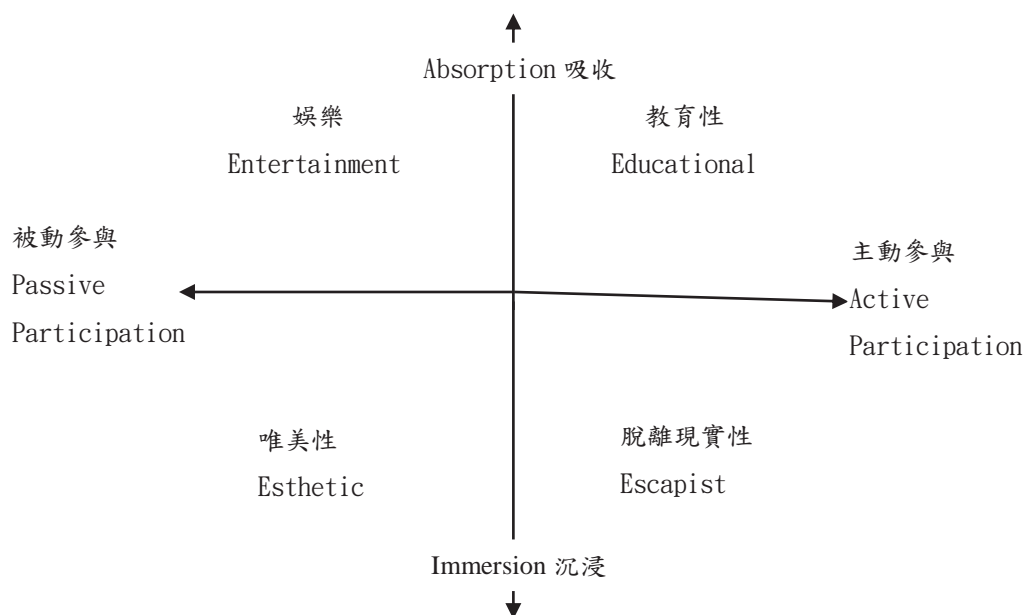 Absorption 吸收
娛樂
Entertainment
教育性
Educational
被動參與
Passive
Participation
主動參與
Active
Participation
唯美性
Esthetic
脫離現實性
Escapist
Immersion 沉浸